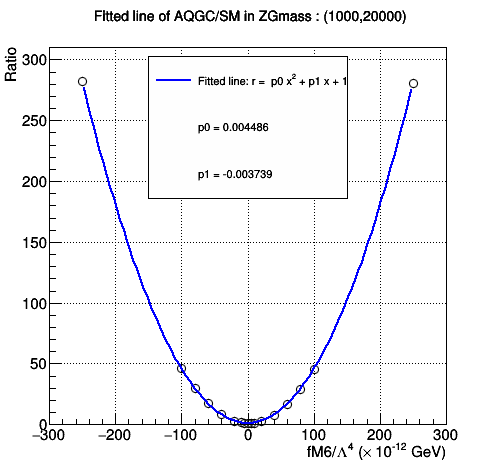 FItted line of AQGC/SM in ZGmass : (1000,20000)
Ratio
300
250
200
150
100
50
0
Fitted line: r = p0 x² + p1 x + 1
p0 = 0.004486
p1 = -0.003739
−300 −200 −100 0 100 200 300
fM6/Λ⁴ (× 10⁻¹² GeV)